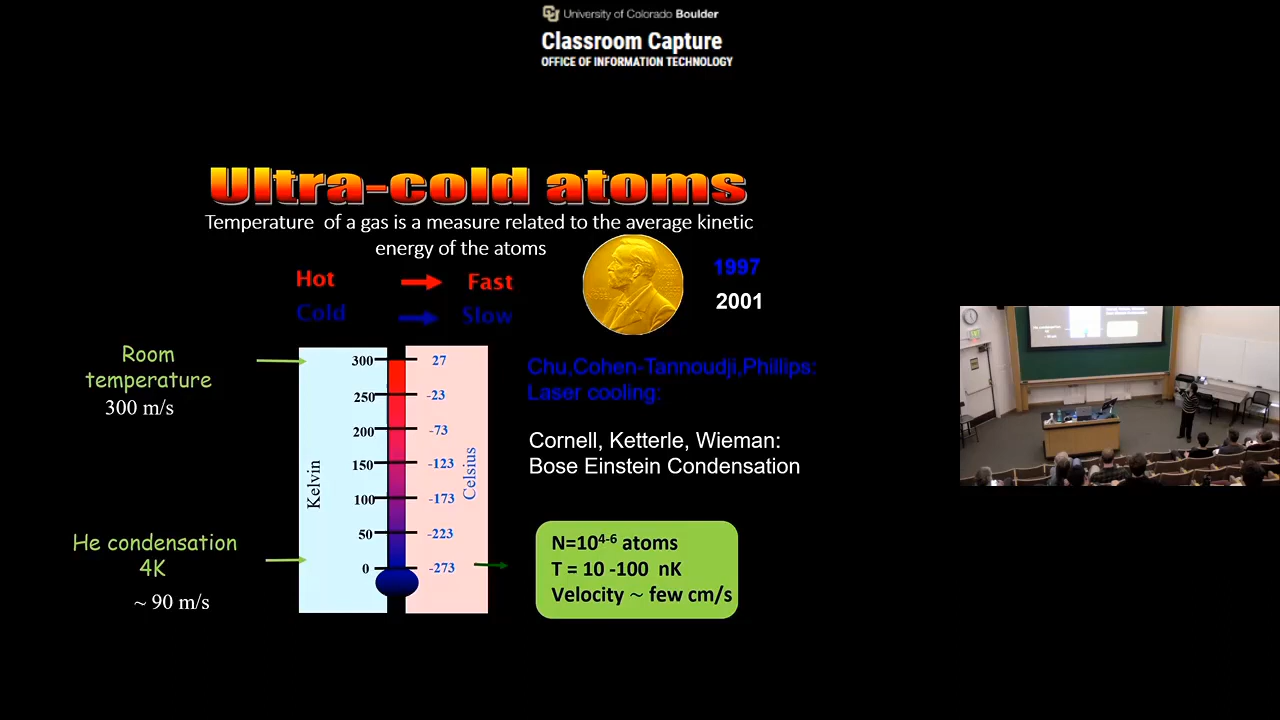 University of Colorado Boulder
Classroom Capture
OFFICE OF INFORMATION TECHNOLOGY
Ultra-cold atoms
Temperature of a gas is a measure related to the average kinetic
energy of the atoms
Hot
Fast
Cold
Slow
1997
2001
Room
temperature
300 m/s
He condensation
4K
~ 90 m/s
Kelvin
300
250
200
150
100
50
0
27
-23
-73
-123
-173
-223
-273
Celsius
Chu,Cohen-Tannoudji,Phillips:
Laser cooling:
Cornell, Ketterle, Wieman:
Bose Einstein Condensation
N=10⁴⁻⁶ atoms
T = 10 -100 nK
Velocity ~ few cm/s